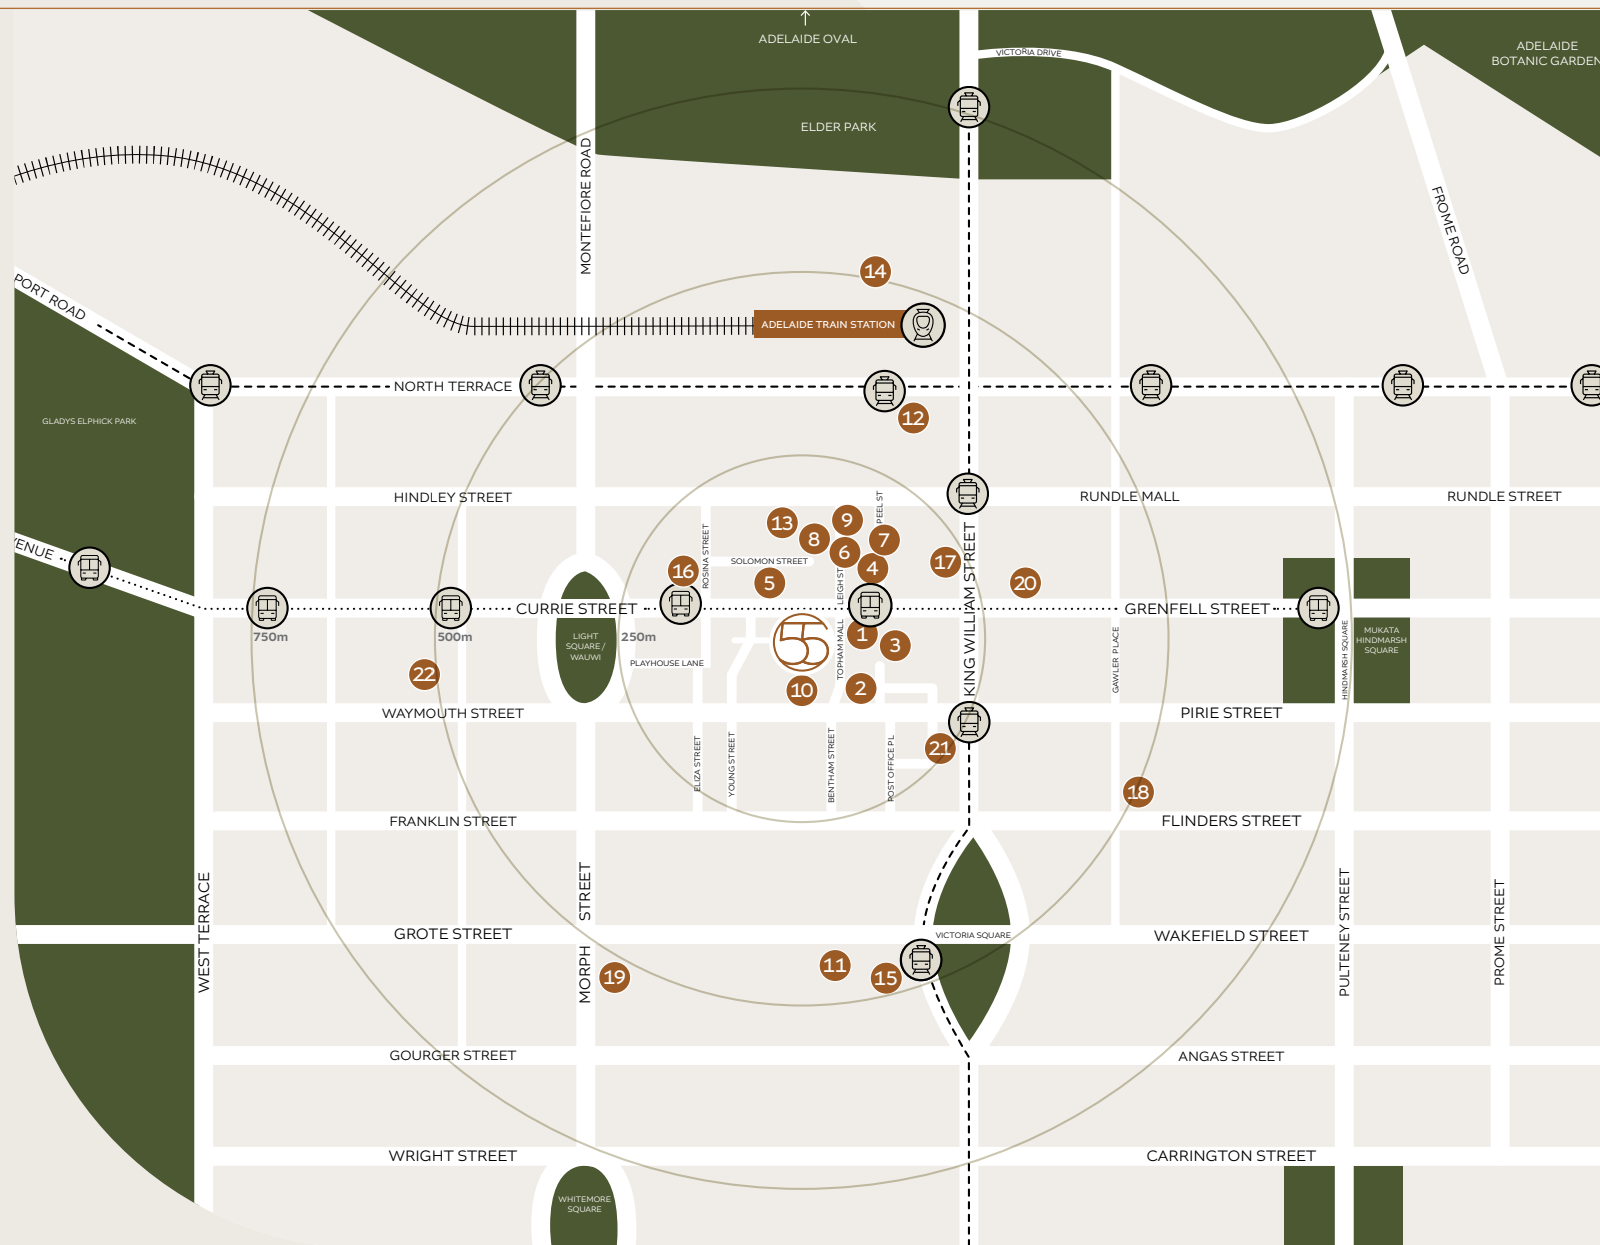 ADELAIDE OVAL
VICTORIA DRIVE
ADELAIDE
BOTANIC GARDEN
ELDER PARK
MONTEFIORE ROAD
FROME ROAD
14
PORT ROAD
ADELAIDE TRAIN STATION
NORTH TERRACE
12
GLADYS ELPHICK PARK
HINDLEY STREET
RUNDLE MALL
RUNDLE STREET
PEEL ST
13
9
8
7
6
ROSINA STREET
SOLOMON STREET
17
4
16
5
20
LEIGH ST
KING WILLIAM STREET
VENUE
CURRIE STREET
GRENFELL STREET
750m
500m
250m
LIGHT
SQUARE /
WAUWI
55
TOPHAM MALL
1
3
GAWLER PLACE
HINDMARSH SQUARE
MUKATA
HINDMARSH
SQUARE
PLAYHOUSE LANE
22
10
2
WAYMOUTH STREET
PIRIE STREET
ELIZA STREET
YOUNG STREET
BENTHAM STREET
POST OFFICE PL
21
18
FRANKLIN STREET
FLINDERS STREET
WEST TERRACE
MORPH STREET
PULTENEY STREET
PROME STREET
GROTE STREET
VICTORIA SQUARE
WAKEFIELD STREET
19
11
15
GOURGER STREET
ANGAS STREET
WRIGHT STREET
CARRINGTON STREET
WHITEMORE
SQUARE